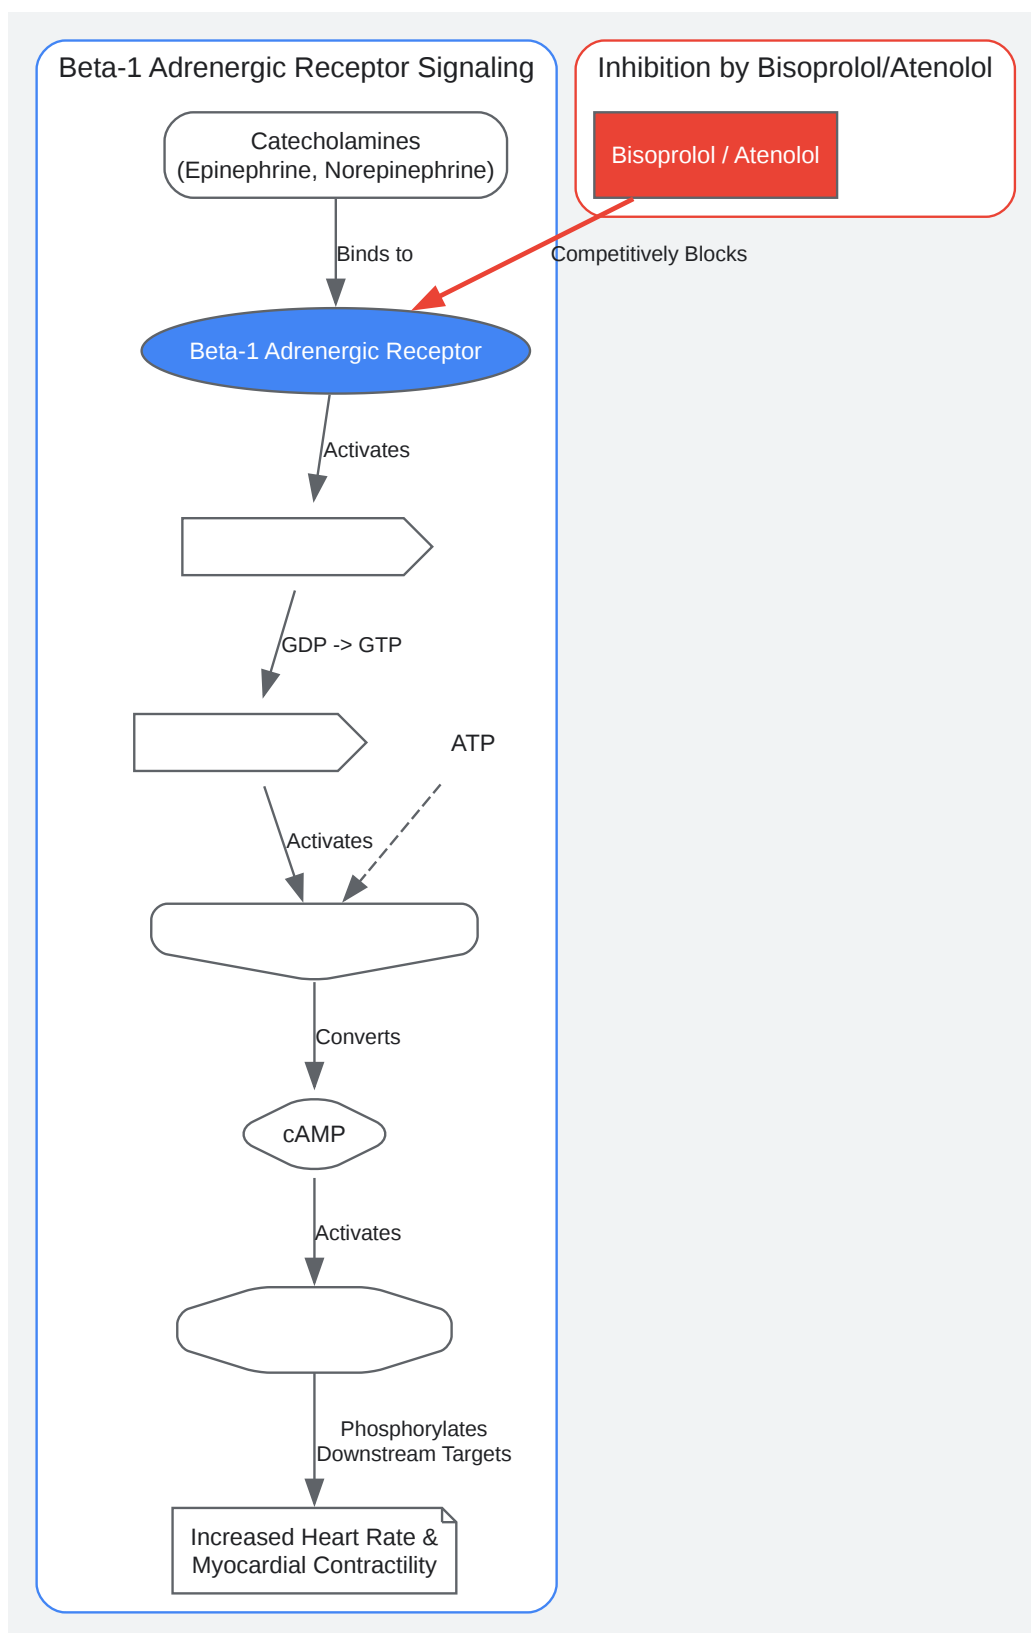 Beta-1 Adrenergic Receptor Signaling
Inhibition by Bisoprolol/Atenolol
Catecholamines
(Epinephrine, Norepinephrine)
Bisoprolol / Atenolol
Binds to
Competitively Blocks
Beta-1 Adrenergic Receptor
Activates
GDP -> GTP
ATP
Activates
Converts
cAMP
Activates
Phosphorylates
Downstream Targets
Increased Heart Rate &
Myocardial Contractility